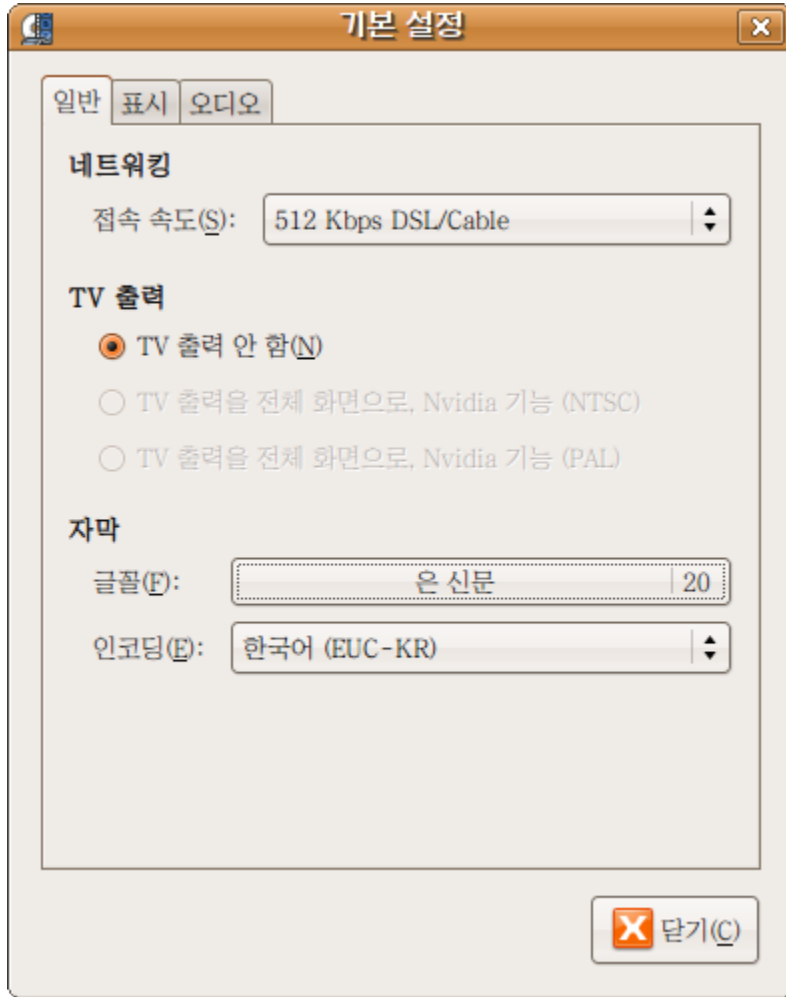 기본 설정
일반 표시 오디오
네트워킹
접속 속도(S): 512 Kbps DSL/Cable
TV 출력
TV 출력 안 함(N)
TV 출력을 전체 화면으로, Nvidia 기능 (NTSC)
TV 출력을 전체 화면으로, Nvidia 기능 (PAL)
자막
글꼴(F): 은 신문 20
인코딩(E): 한국어 (EUC-KR)
닫기(C)